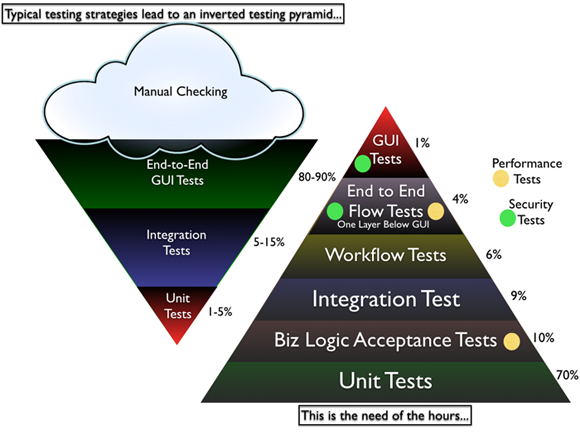 Typical testing strategies lead to an inverted testing pyramid...
Manual Checking
End-to-End
GUI Tests
80-90%
Integration
Tests
5-15%
Unit
Tests
1-5%
GUI
Tests
1%
End to End
Flow Tests
One Layer Below GUI
4%
Workflow Tests
6%
Integration Test
9%
Biz Logic Acceptance Tests
10%
Unit Tests
70%
Performance
Tests
Security
Tests
This is the need of the hours...